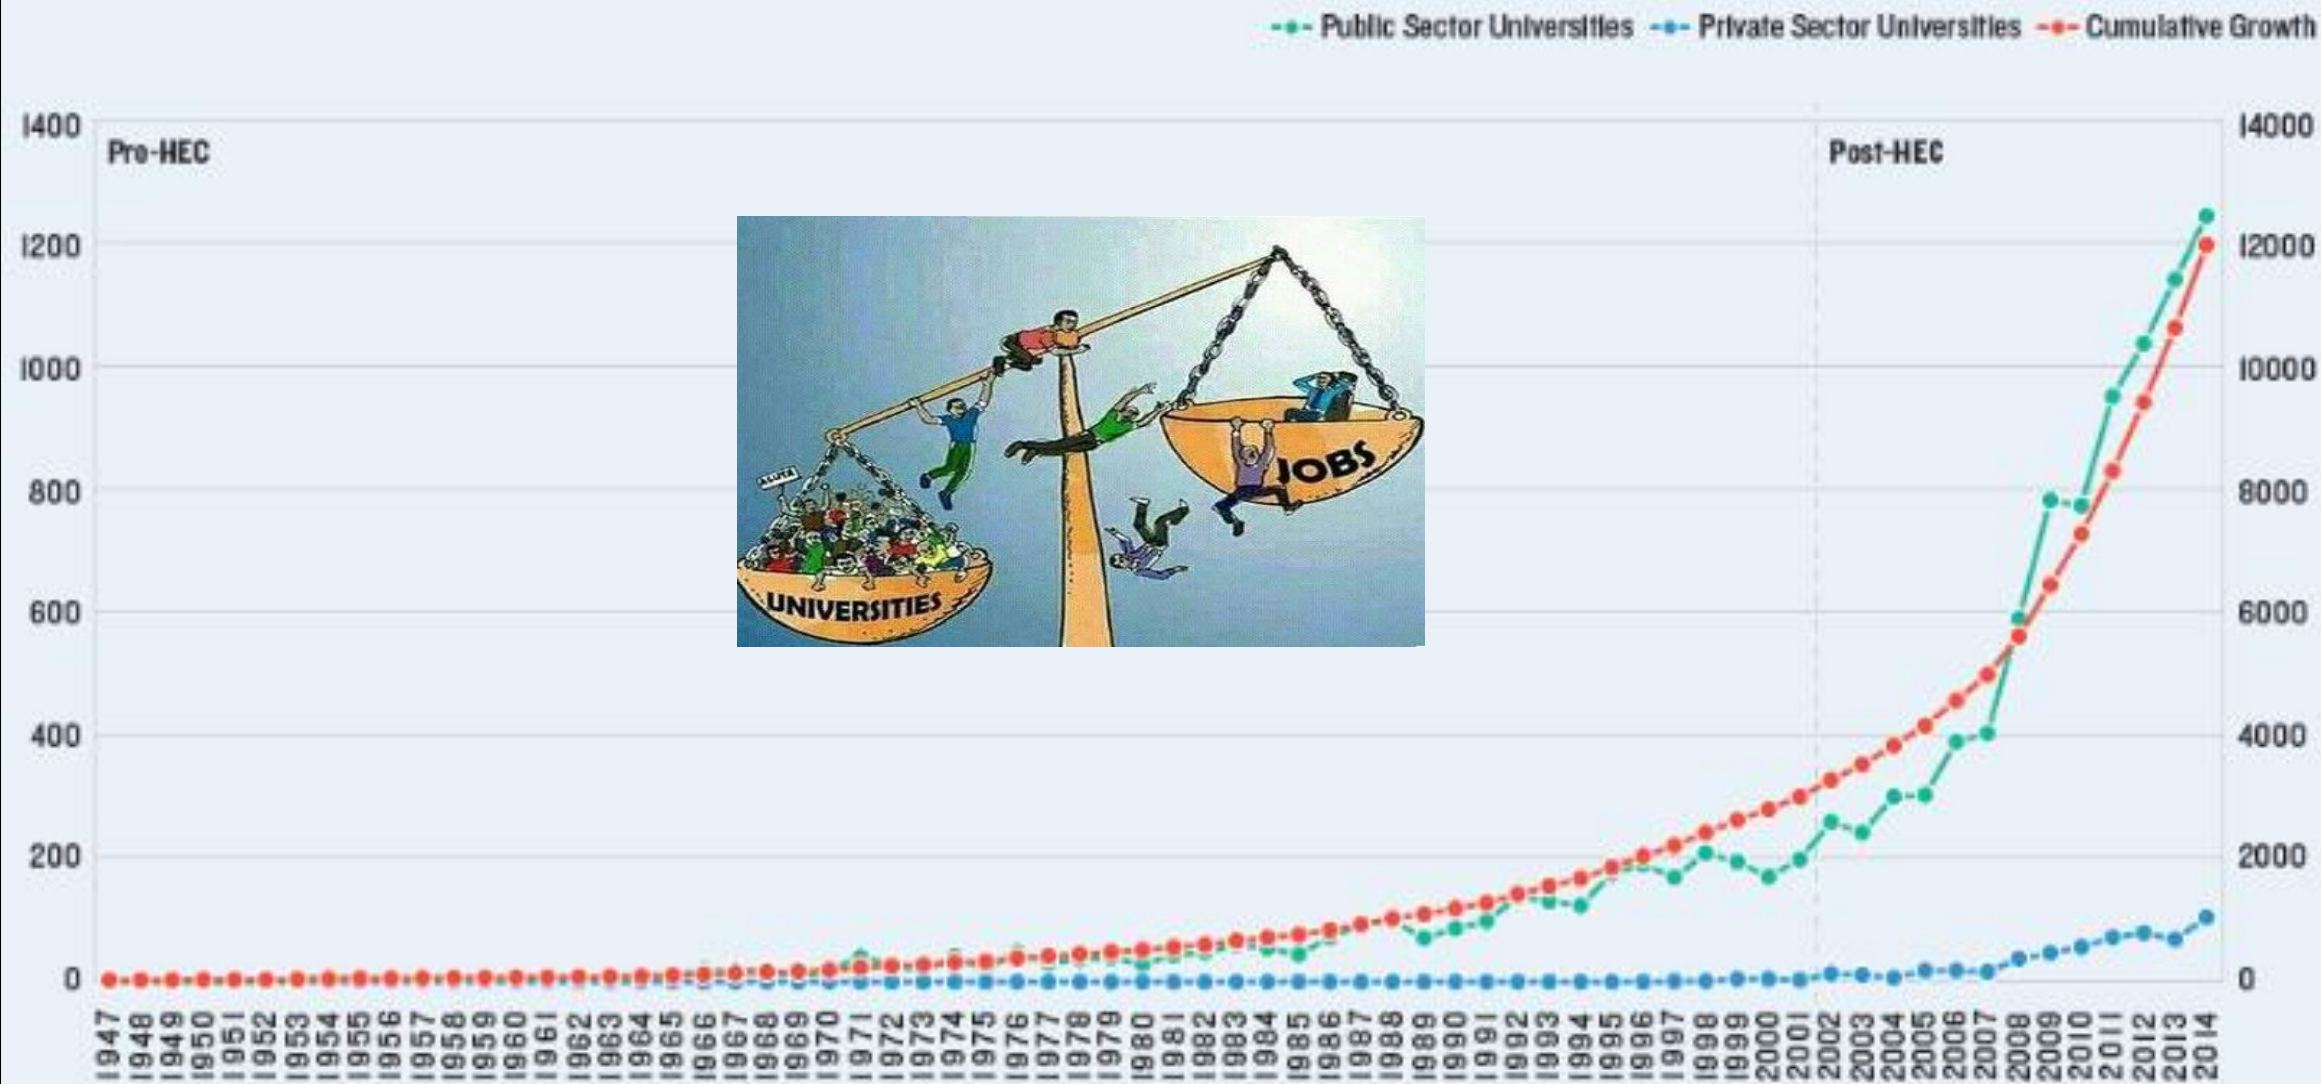 Public Sector Universities Private Sector Universities Cumulative Growth
1400 14000
Pre-HEC Post-HEC
1200 12000
1000 10000
800 8000
600 6000
400 4000
200 2000
0 0
JOBS
ALUTA
UNIVERSITIES
1947 1948 1949 1950 1951 1952 1953 1954 1955 1956 1957 1958 1959 1960 1961 1962 1963 1964 1965 1966 1967 1968 1969 1970 1971 1972 1973 1974 1975 1976 1977 1978 1979 1980 1981 1982 1983 1984 1985 1986 1987 1988 1989 1990 1991 1992 1993 1994 1995 1996 1997 1998 1999 2000 2001 2002 2003 2004 2005 2006 2007 2008 2009 2010 2011 2012 2013 2014